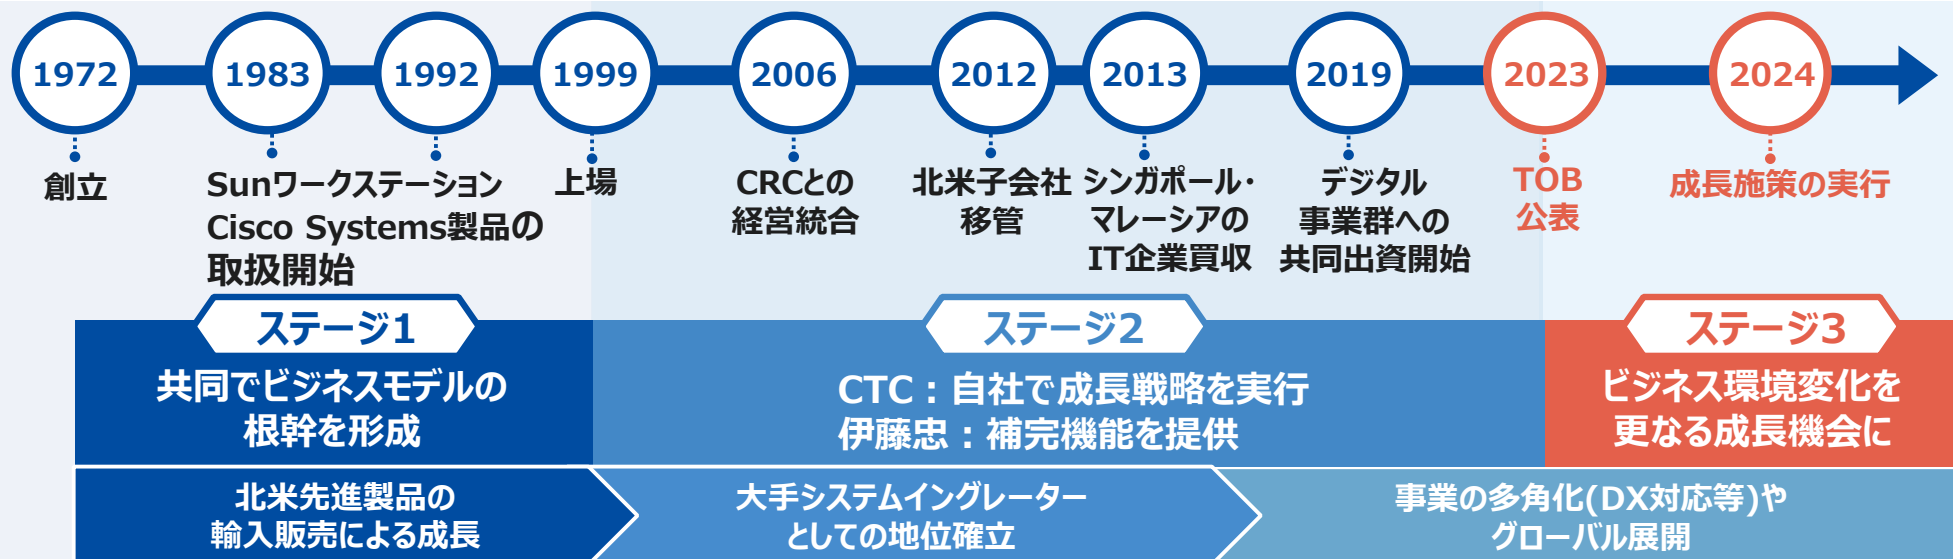 1972
1983
1992
1999
2006
2012
2013
2019
2023
2024
創立
Sunワークステーション
Cisco Systems製品の
取扱開始
上場
CRCとの
経営統合
北米子会社
移管
シンガポール・
マレーシアの
IT企業買収
デジタル
事業群への
共同出資開始
TOB
公表
成長施策の実行
ステージ1
共同でビジネスモデルの
根幹を形成
ステージ2
CTC：自社で成長戦略を実行
伊藤忠：補完機能を提供
ステージ3
ビジネス環境変化を
更なる成長機会に
北米先進製品の
輸入販売による成長
大手システムイングレーター
としての地位確立
事業の多角化(DX対応等)や
グローバル展開